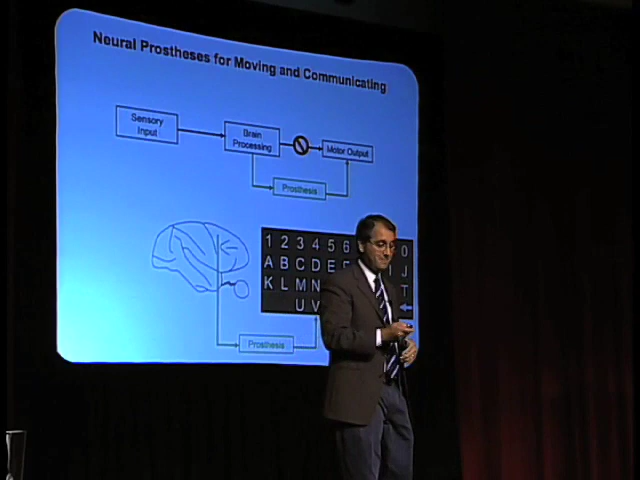 Neural Prostheses for Moving and Communicating
Sensory
Input
Brain
Processing
Motor Output
Prosthesis
1 2 3 4 5 6 0
A B C D E J
K L M N T
U V
Prosthesis